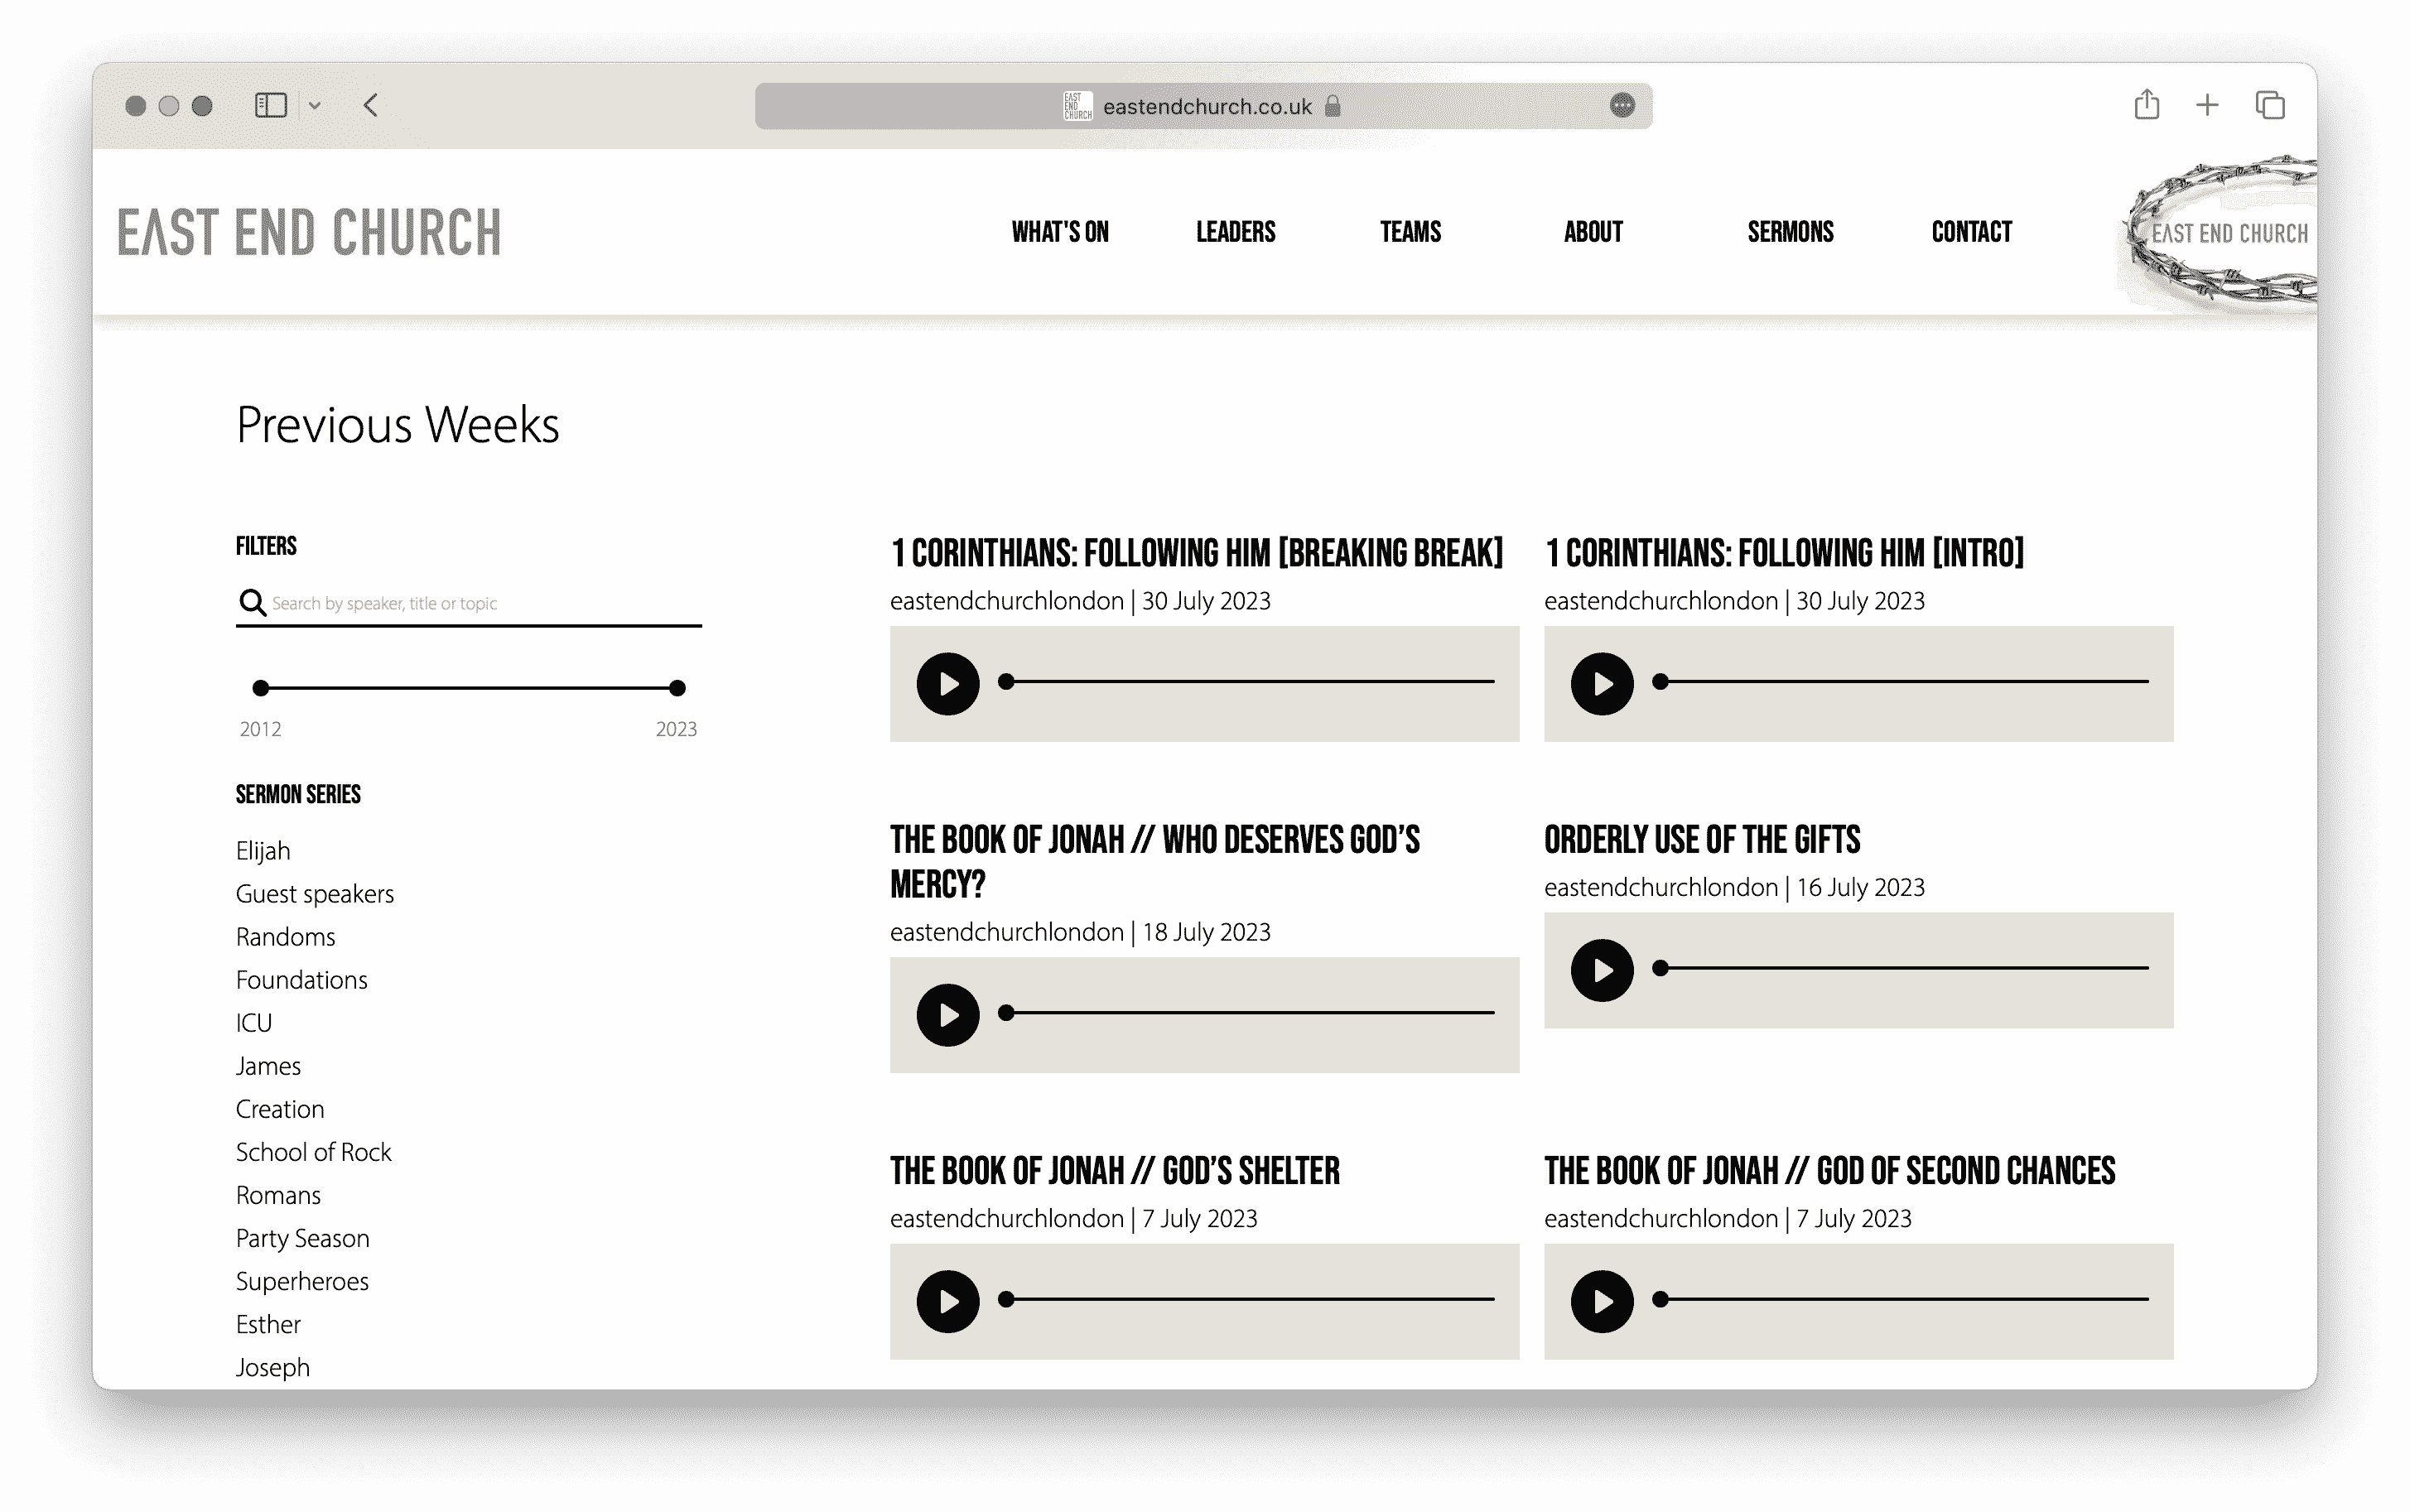 EAST
END
CHURCH
eastendchurch.co.uk
EAST END CHURCH
WHAT'S ON
LEADERS
TEAMS
ABOUT
SERMONS
CONTACT
EAST END CHURCH
Previous Weeks
FILTERS
Search by speaker, title or topic
2012
2023
SERMON SERIES
Elijah
Guest speakers
Randoms
Foundations
ICU
James
Creation
School of Rock
Romans
Party Season
Superheroes
Esther
Joseph
1 CORINTHIANS: FOLLOWING HIM [BREAKING BREAK]
eastendchurchlondon | 30 July 2023
1 CORINTHIANS: FOLLOWING HIM [INTRO]
eastendchurchlondon | 30 July 2023
THE BOOK OF JONAH // WHO DESERVES GOD’S
MERCY?
eastendchurchlondon | 18 July 2023
ORDERLY USE OF THE GIFTS
eastendchurchlondon | 16 July 2023
THE BOOK OF JONAH // GOD’S SHELTER
eastendchurchlondon | 7 July 2023
THE BOOK OF JONAH // GOD OF SECOND CHANCES
eastendchurchlondon | 7 July 2023